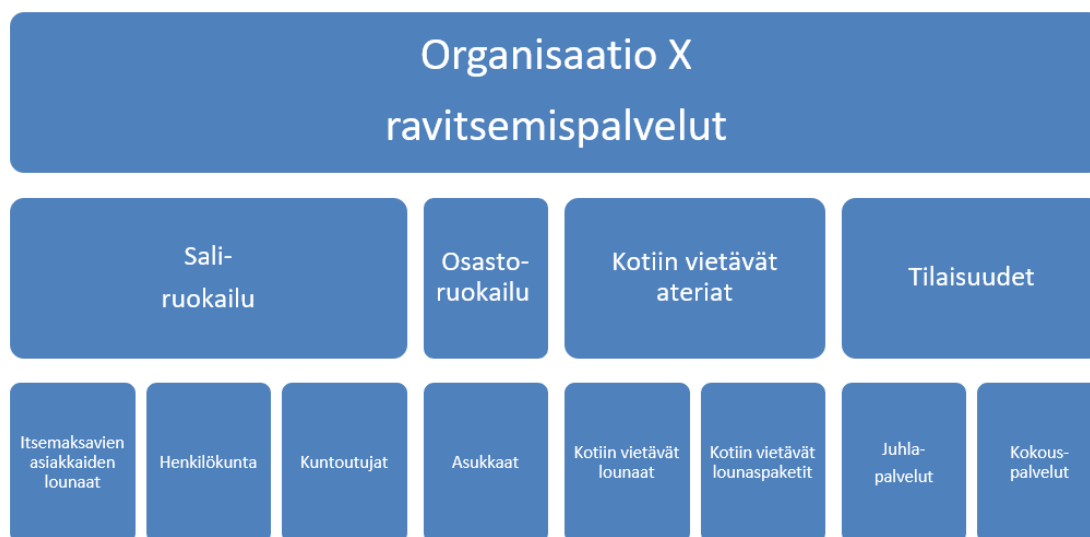 Organisaatio X
ravitsemispalvelut
Sali-
ruokailu
Osasto-
ruokailu
Kotiin vietävät
ateriat
Tilaisuudet
Itsemaksavien
asiakkaiden
lounaat
Henkilökunta
Kuntoutujat
Asukkaat
Kotiin vietävät
lounaat
Kotiin vietävät
lounaspaketit
Juhla-
palvelut
Kokous-
palvelut